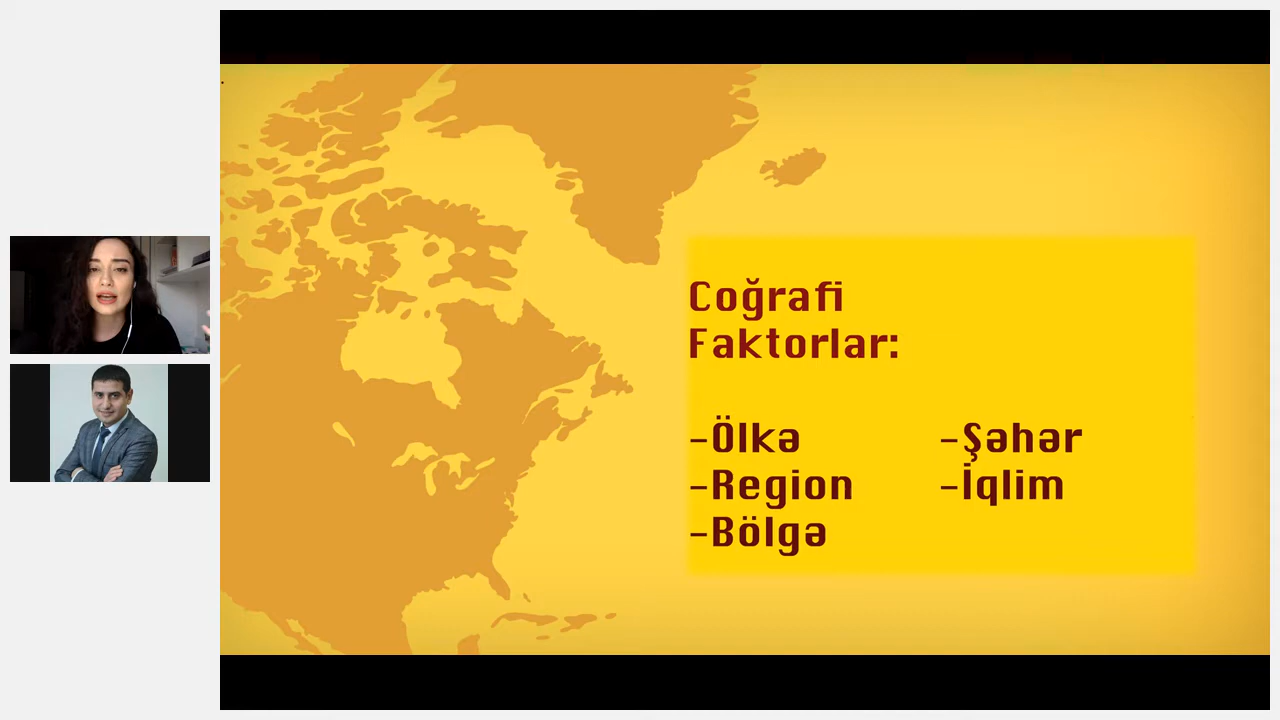 Coğrafi
Faktorlar:
-Ölkə
-Region
-Bölgə
-Şəhər
-İqlim